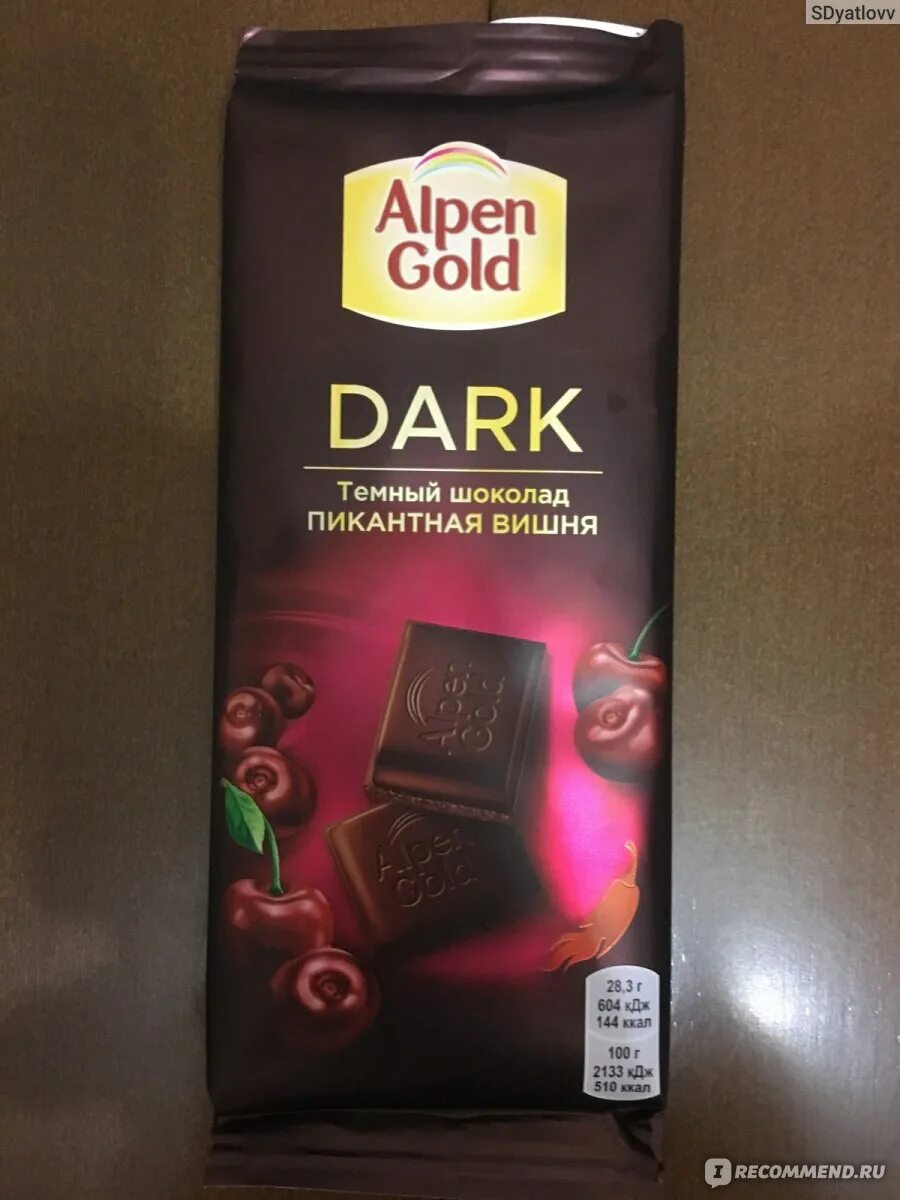 SDyatlovv
Alpen
Gold
DARK
Темный шоколад
ПИКАНТНАЯ ВИШНЯ
Alpen
Gold
Alpen
Gold
28,3 г
604 кДж
144 ккал
100 г
2133 кДж
510 ккал
IRECOMMEND.RU